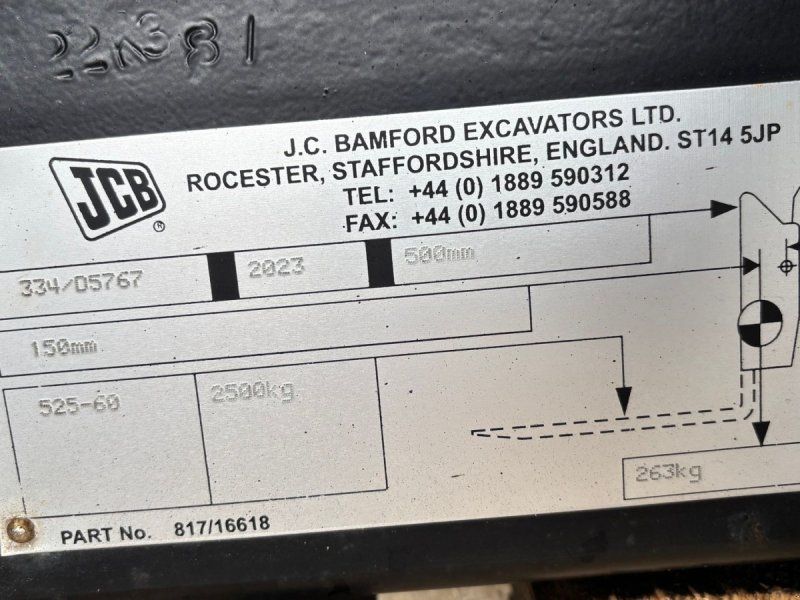 22K381
J.C. BAMFORD EXCAVATORS LTD.
ROCESTER, STAFFORDSHIRE, ENGLAND. ST14 5JP
TEL: +44 (0) 1889 590312
FAX: +44 (0) 1889 590588
JCB
®
334/D5767 2023 500mm
150mm
525-60 2500kg
263kg
PART No. 817/16618